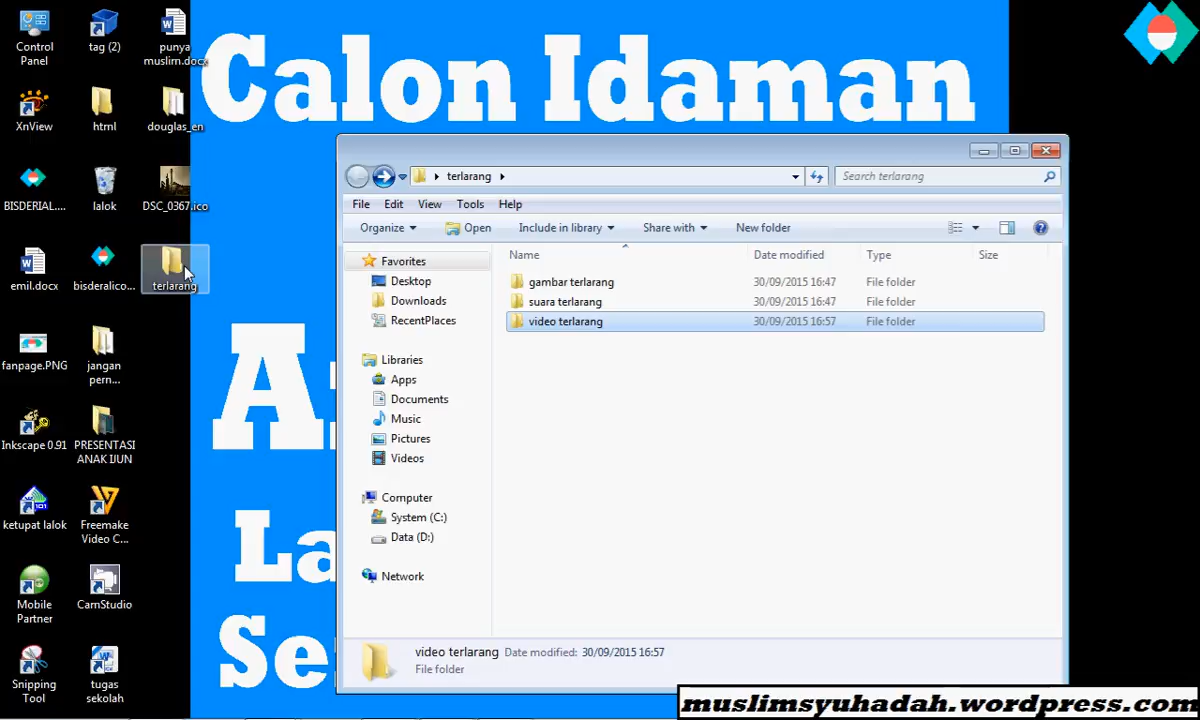 Calon Idaman
A
La
Se
Control
Panel
tag (2)
punya
muslim.docx
XnView
html
douglas_en
BISDERIAL....
lalok
DSC_0367.ico
emil.docx
bisderalico...
terlarang
fanpage.PNG
jangan
pern...
Inkscape 0.91
PRESENTASI
ANAK IJUN
ketupat lalok
Freemake
Video C...
Mobile
Partner
CamStudio
Snipping
Tool
tugas
sekolah
terlarang
Search terlarang
File Edit View Tools Help
Organize Open Include in library Share with New folder
Name Date modified Type Size
gambar terlarang 30/09/2015 16:47 File folder
suara terlarang 30/09/2015 16:47 File folder
video terlarang 30/09/2015 16:57 File folder
Favorites
Desktop
Downloads
RecentPlaces
Libraries
Apps
Documents
Music
Pictures
Videos
Computer
System (C:)
Data (D:)
Network
video terlarang Date modified: 30/09/2015 16:57
File folder
muslimsyuhadah.wordpress.com